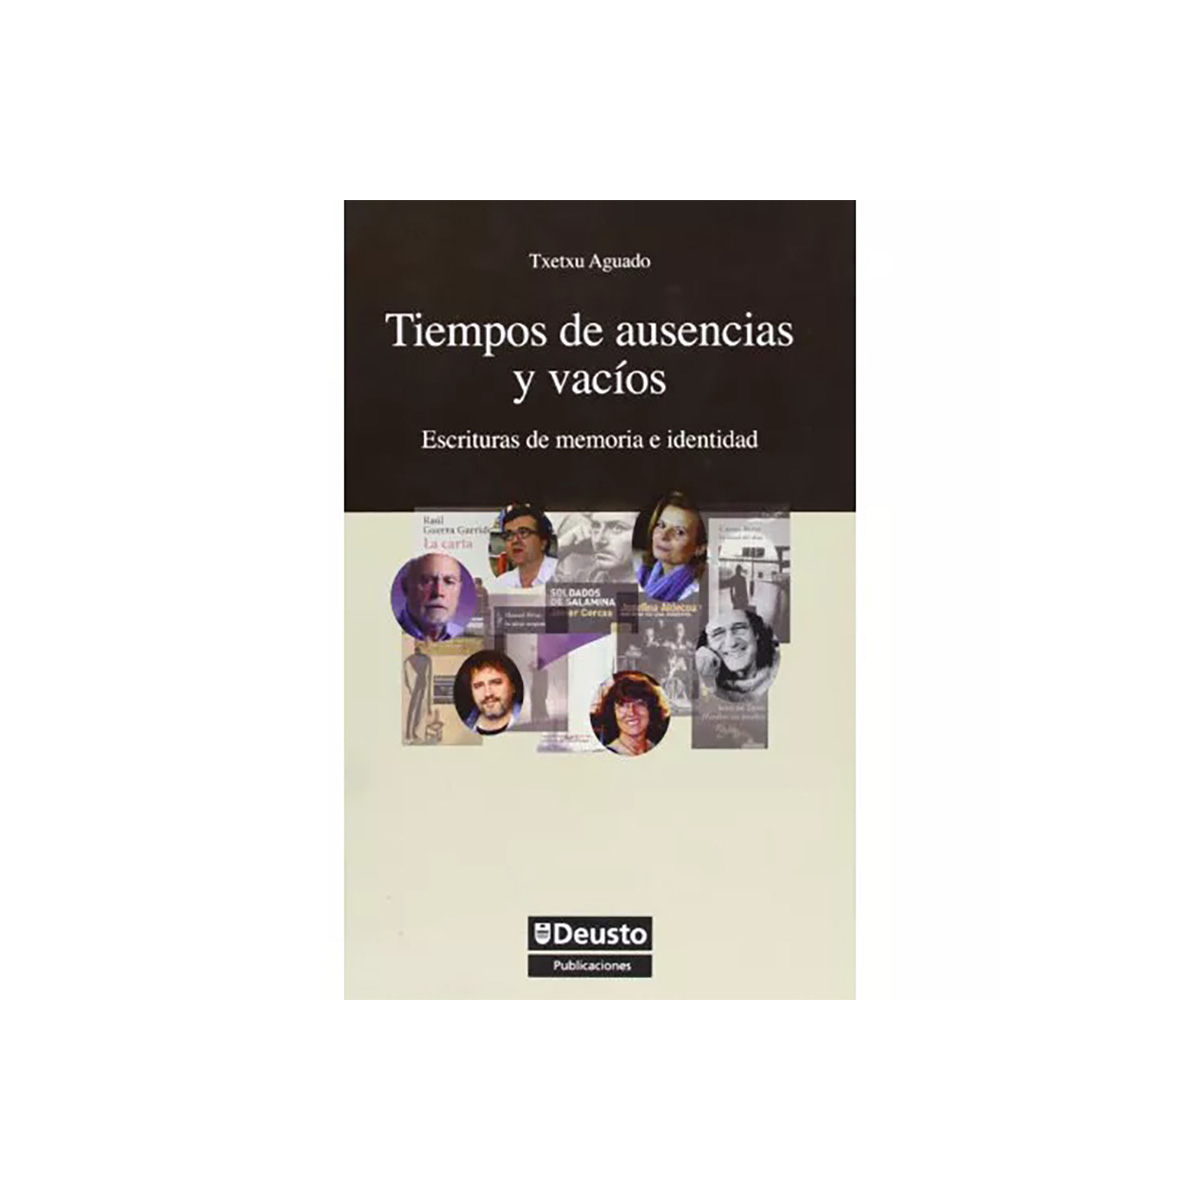 Txetxu Aguado
Tiempos de ausencias
y vacíos
Escrituras de memoria e identidad
Raúl
Guerra Garrido
La carta
SOLDADOS
DE SALAMINA
Javier Cercas
Josefina Aldecoa
Deusto
Publicaciones